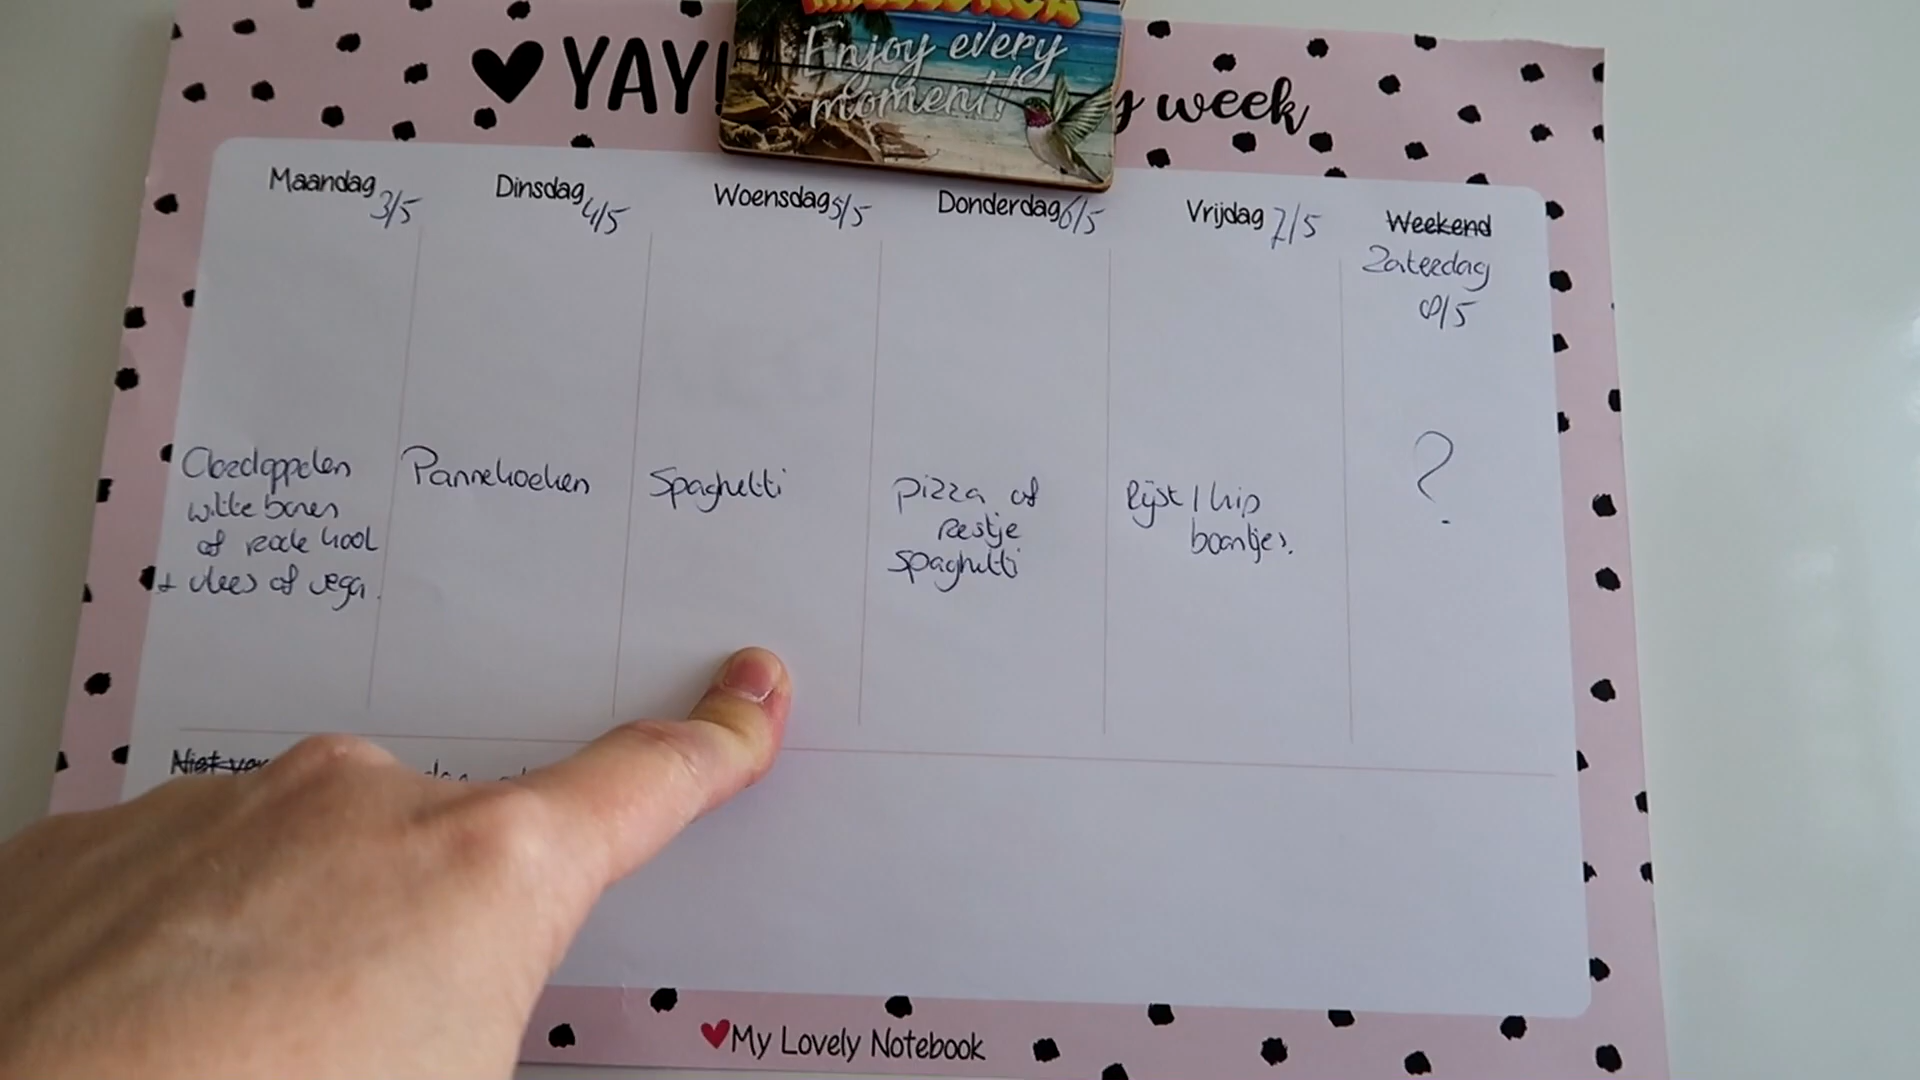 MALLORCA
Enjoy every
moment!
YAY! week
Maandag 3/5
Dinsdag 4/5
Woensdag 5/5
Donderdag 6/5
Vrijdag 7/5
Weekend
Zaterdag
8/5
Aardappelen
witte bonen
of rode kool
+ vlees of vega.
Pannekoeken
Spaghetti
pizza of
Restje
Spaghetti
Rijst / kip
boontjes.
?
Niet
My Lovely Notebook